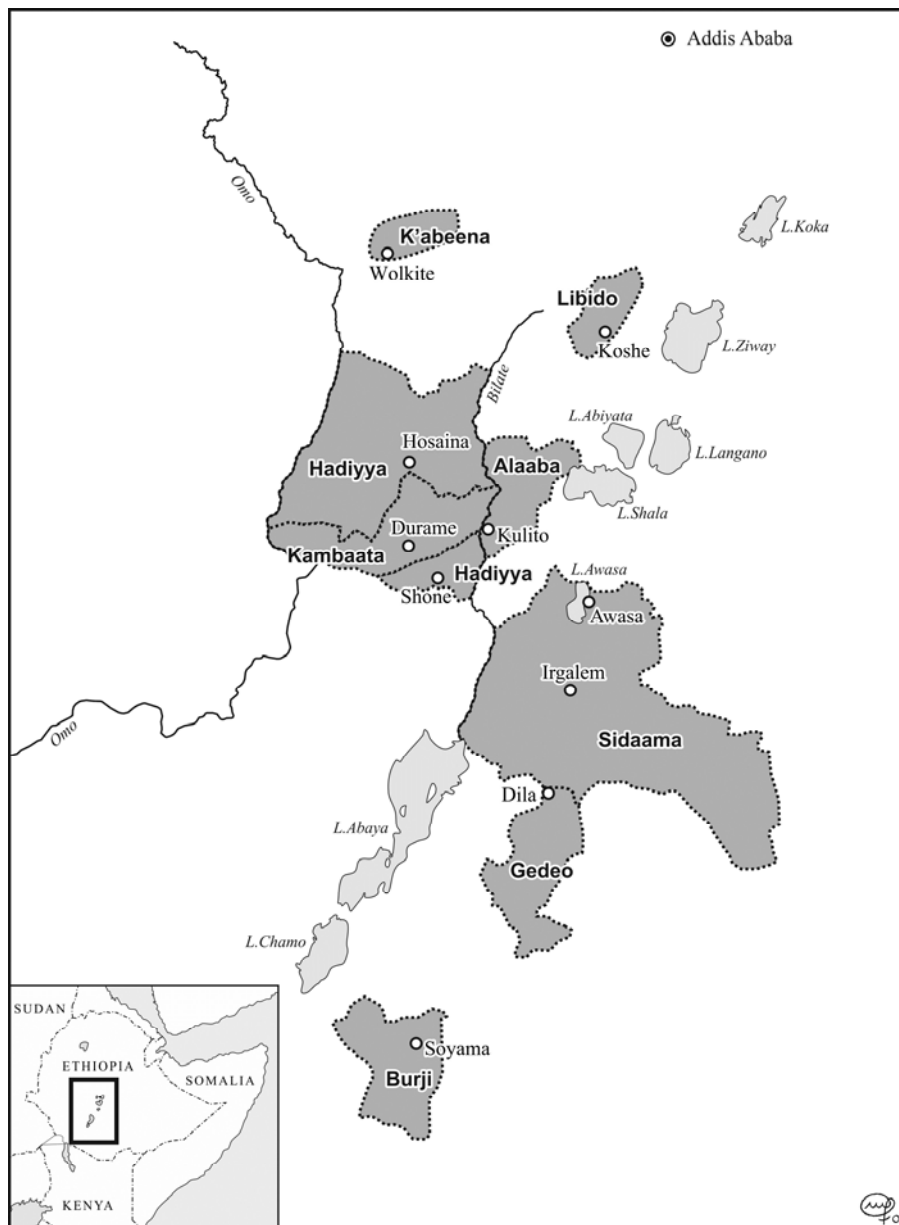 Addis Ababa
Omo
K'abeena
Wolkite
L.Koka
Libido
Koshe
L.Ziway
Bilate
L.Abiyata
L.Langano
Hosaina
Hadiyya
Alaaba
L.Shala
Durame
Kulito
Kambaata
Hadiyya
Shone
L.Awasa
Awasa
Irgalem
Omo
Sidaama
Dila
L.Abaya
Gedeo
L.Chamo
Soyama
Burji
SUDAN
ETHIOPIA
SOMALIA
KENYA